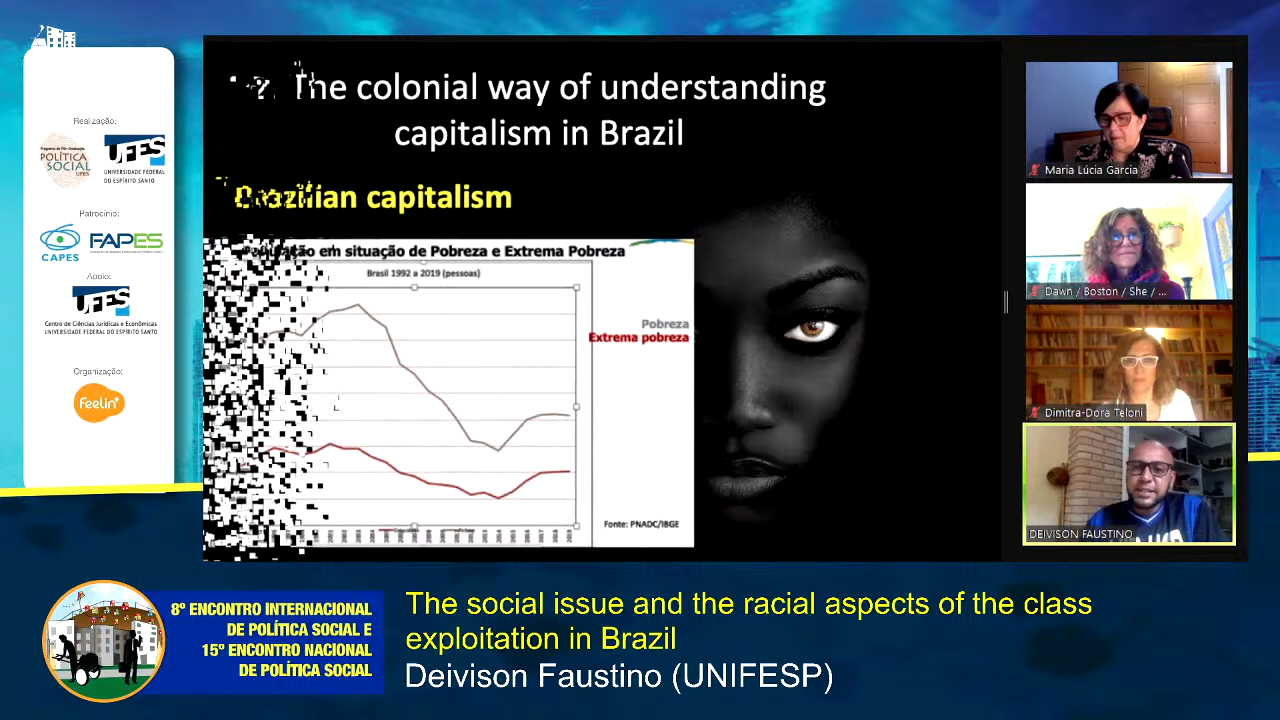 Realização:
POLÍTICA
SOCIAL
UFES
UFES
UNIVERSIDADE FEDERAL
DO ESPÍRITO SANTO
Patrocínio:
CAPES
FAPES
Apoio:
UFES
Centro de Ciências Jurídicas e Econômicas
UNIVERSIDADE FEDERAL DO ESPÍRITO SANTO
Organização:
Feelin
The colonial way of understanding
capitalism in Brazil
Brazilian capitalism
em situação de Pobreza e Extrema Pobreza
Brasil 1992 a 2019 (pessoas)
Pobreza
Extrema pobreza
Fonte: PNADC/IBGE
Maria Lúcia Garcia
Dawn / Boston / She / ...
Dimitra-Dora Teloni
DEIVISON FAUSTINO
8º ENCONTRO INTERNACIONAL
DE POLÍTICA SOCIAL E
15º ENCONTRO NACIONAL
DE POLÍTICA SOCIAL
The social issue and the racial aspects of the class
exploitation in Brazil
Deivison Faustino (UNIFESP)